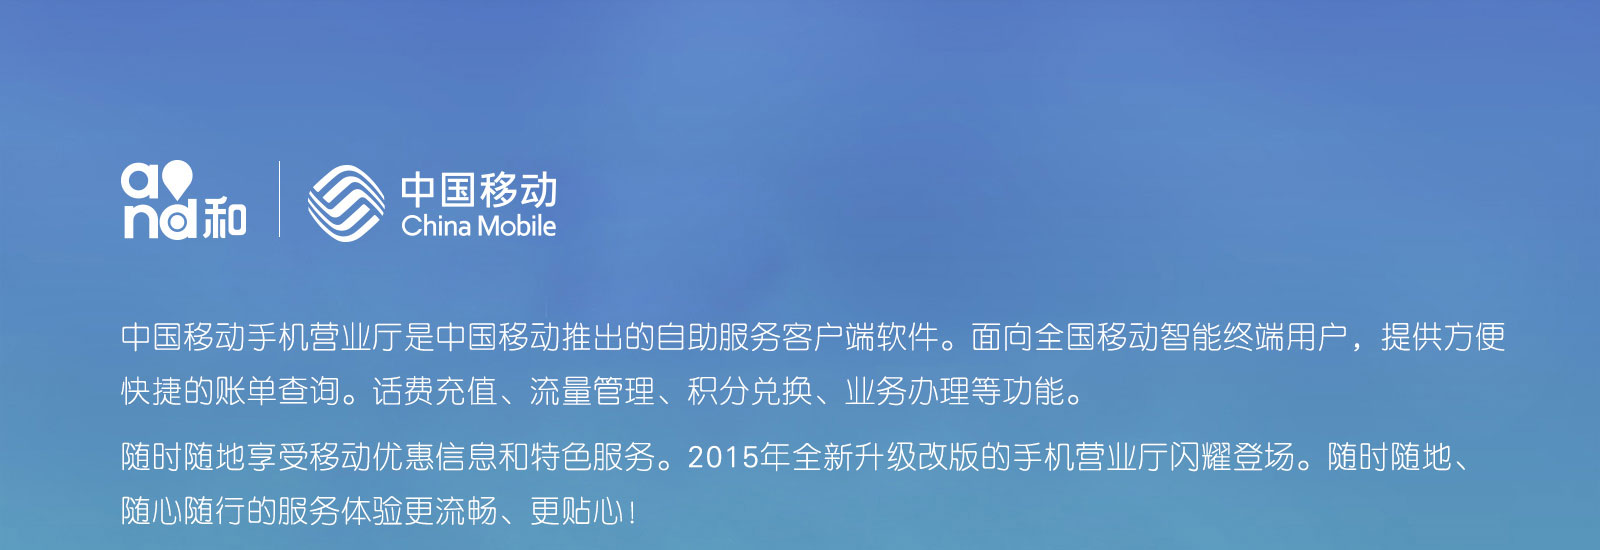 and和
中国移动
China Mobile
中国移动手机营业厅是中国移动推出的自助服务客户端软件。面向全国移动智能终端用户，提供方便
快捷的账单查询。话费充值、流量管理、积分兑换、业务办理等功能。
随时随地享受移动优惠信息和特色服务。2015年全新升级改版的手机营业厅闪耀登场。随时随地、
随心随行的服务体验更流畅、更贴心!